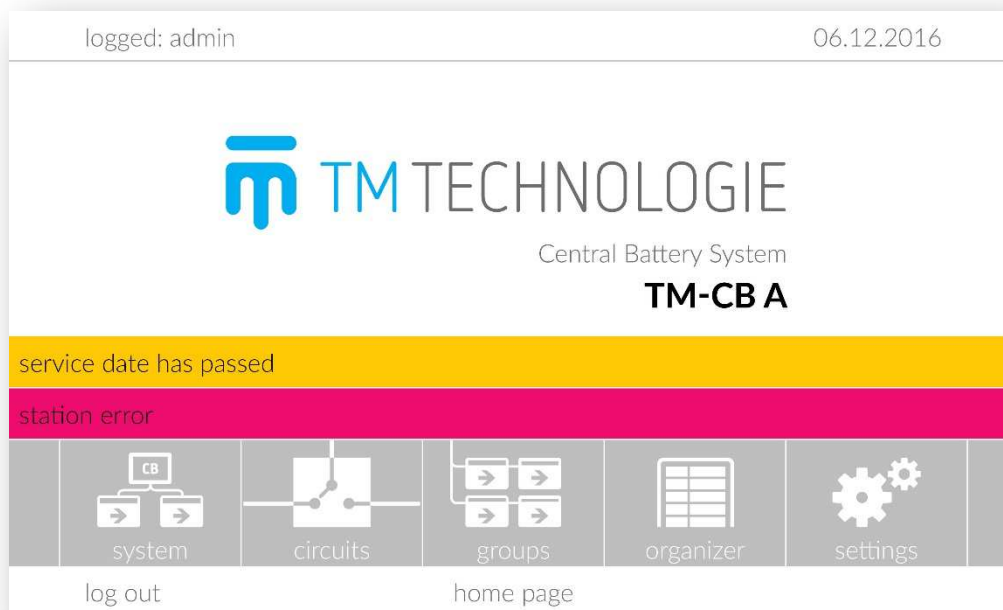 logged: admin 06.12.2016
TM TECHNOLOGIE
Central Battery System
TM-CB A
service date has passed
station error
CB
system circuits groups organizer settings
log out home page